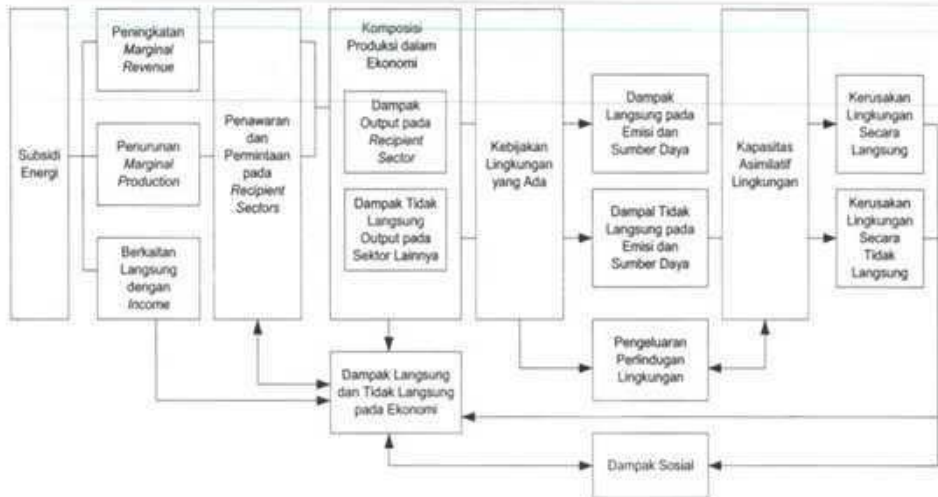 Subsidi
Energi
Peningkatan
Marginal
Revenue
Penurunan
Marginal
Production
Berkaitan
Langsung
dengan
Income
Penawaran
dan
Permintaan
pada
Recipient
Sectors
Komposisi
Produksi dalam
Ekonomi
Dampak
Output pada
Recipient
Sector
Dampak Tidak
Langsung
Output pada
Sektor Lainnya
Kebijakan
Lingkungan
yang Ada
Dampak
Langsung pada
Emisi dan
Sumber Daya
Dampal Tidak
Langsung pada
Emisi dan
Sumber Daya
Pengeluaran
Perlindugan
Lingkungan
Kapasitas
Asimilatif
Lingkungan
Kerusakan
Lingkungan
Secara
Langsung
Kerusakan
Lingkungan
Secara
Tidak
Langsung
Dampak Langsung
dan Tidak Langsung
pada Ekonomi
Dampak Sosial